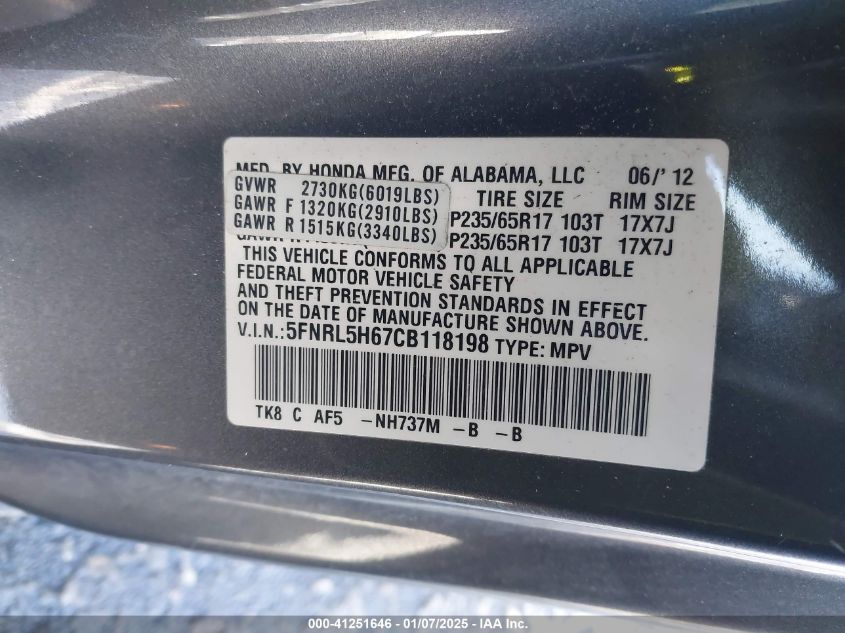 MFD. BY HONDA MFG. OF ALABAMA, LLC 06/' 12
GVWR 2730KG(6019LBS) TIRE SIZE RIM SIZE
GAWR F 1320KG(2910LBS) P235/65R17 103T 17X7J
GAWR R 1515KG(3340LBS) P235/65R17 103T 17X7J
THIS VEHICLE CONFORMS TO ALL APPLICABLE
FEDERAL MOTOR VEHICLE SAFETY
AND THEFT PREVENTION STANDARDS IN EFFECT
ON THE DATE OF MANUFACTURE SHOWN ABOVE.
V.I.N.:5FNRL5H67CB118198 TYPE: MPV
TK8 C AF5 -NH737M -B -B
000-41251646 — 01/07/2025 — IAA Inc.